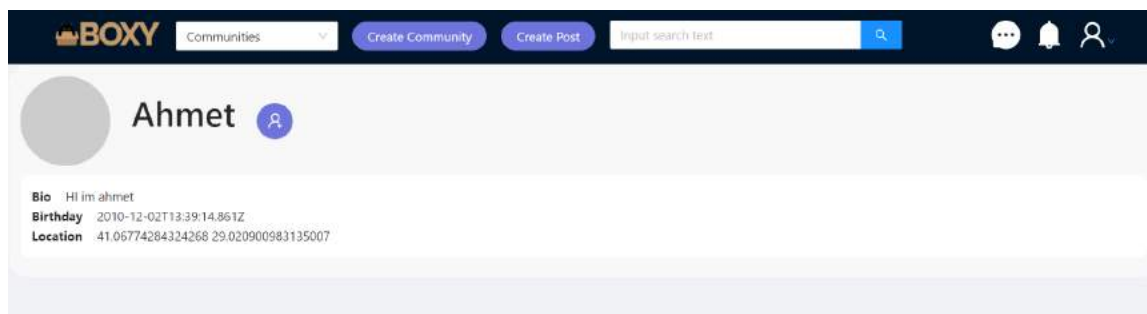 BOXY Communities Create Community Create Post Input search text
Ahmet
Bio HI im ahmet
Birthday 2010-12-02T13:39:14.861Z
Location 41.06774284324268 29.020900983135007